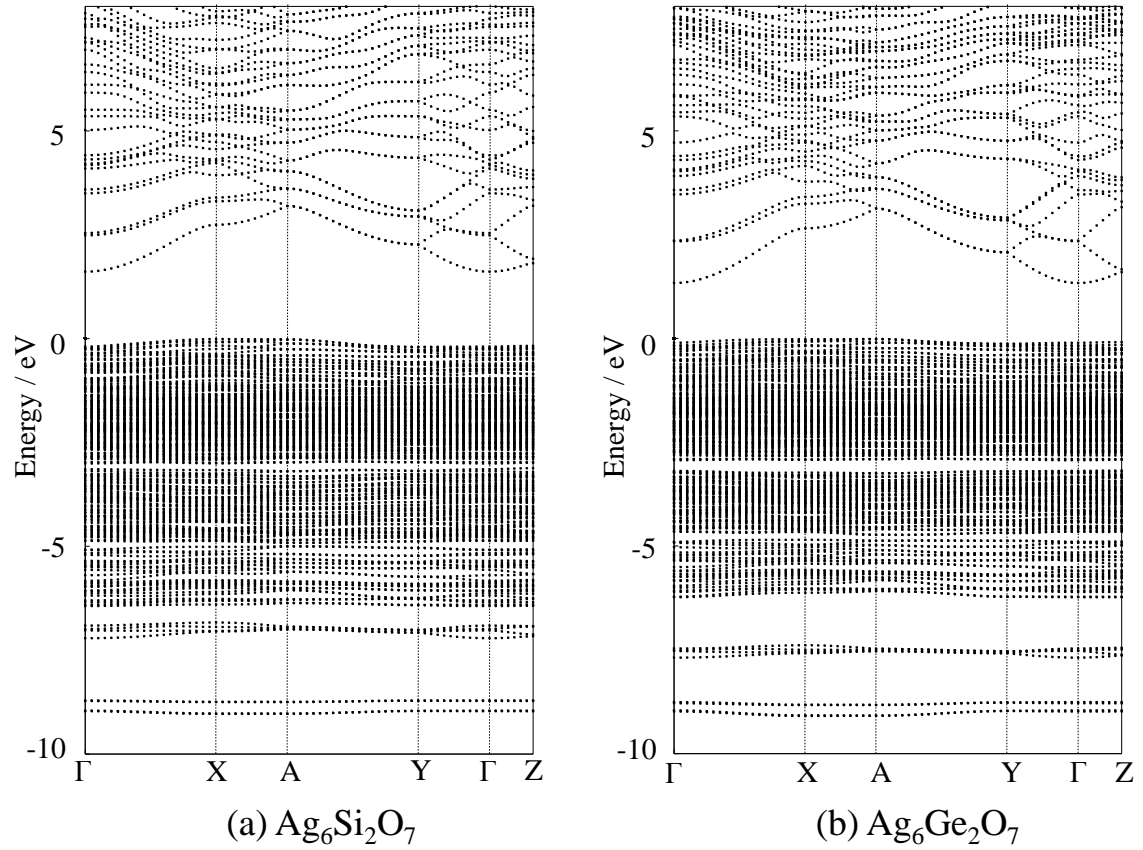 5
0
-5
-10
Energy / eV
Γ X A Y Γ Z
(a) Ag₆Si₂O₇
5
0
-5
-10
Energy / eV
Γ X A Y Γ Z
(b) Ag₆Ge₂O₇